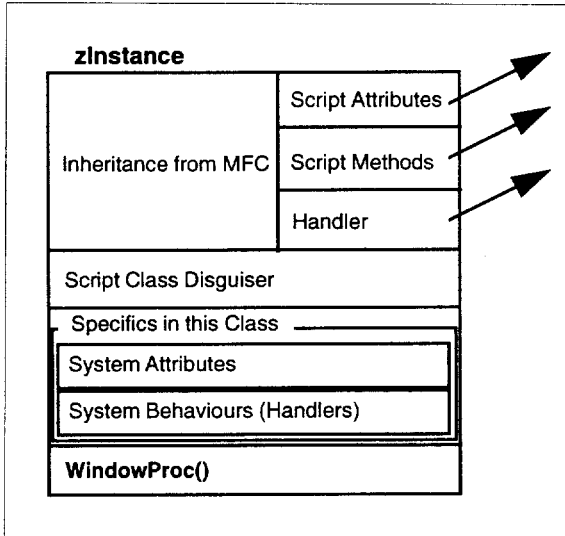 zInstance
Inheritance from MFC
Script Attributes
Script Methods
Handler
Script Class Disguiser
Specifics in this Class
System Attributes
System Behaviours (Handlers)
WindowProc()